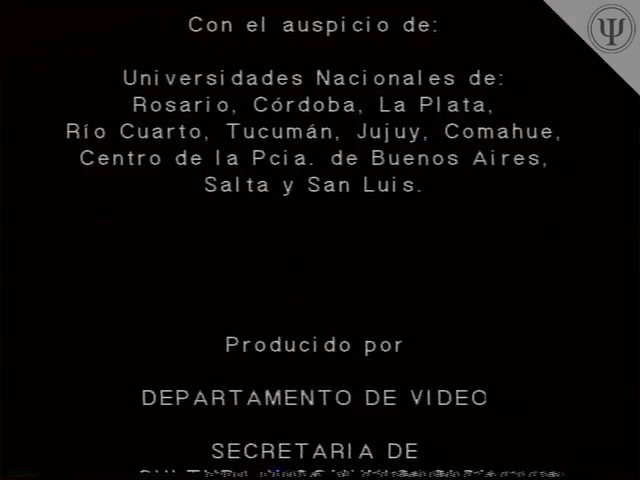 Con el auspicio de:
Universidades Nacionales de:
Rosario, Córdoba, La Plata,
Río Cuarto, Tucumán, Jujuy, Comahue,
Centro de la Pcia. de Buenos Aires,
Salta y San Luis.
Producido por
DEPARTAMENTO DE VIDEO
SECRETARIA DE